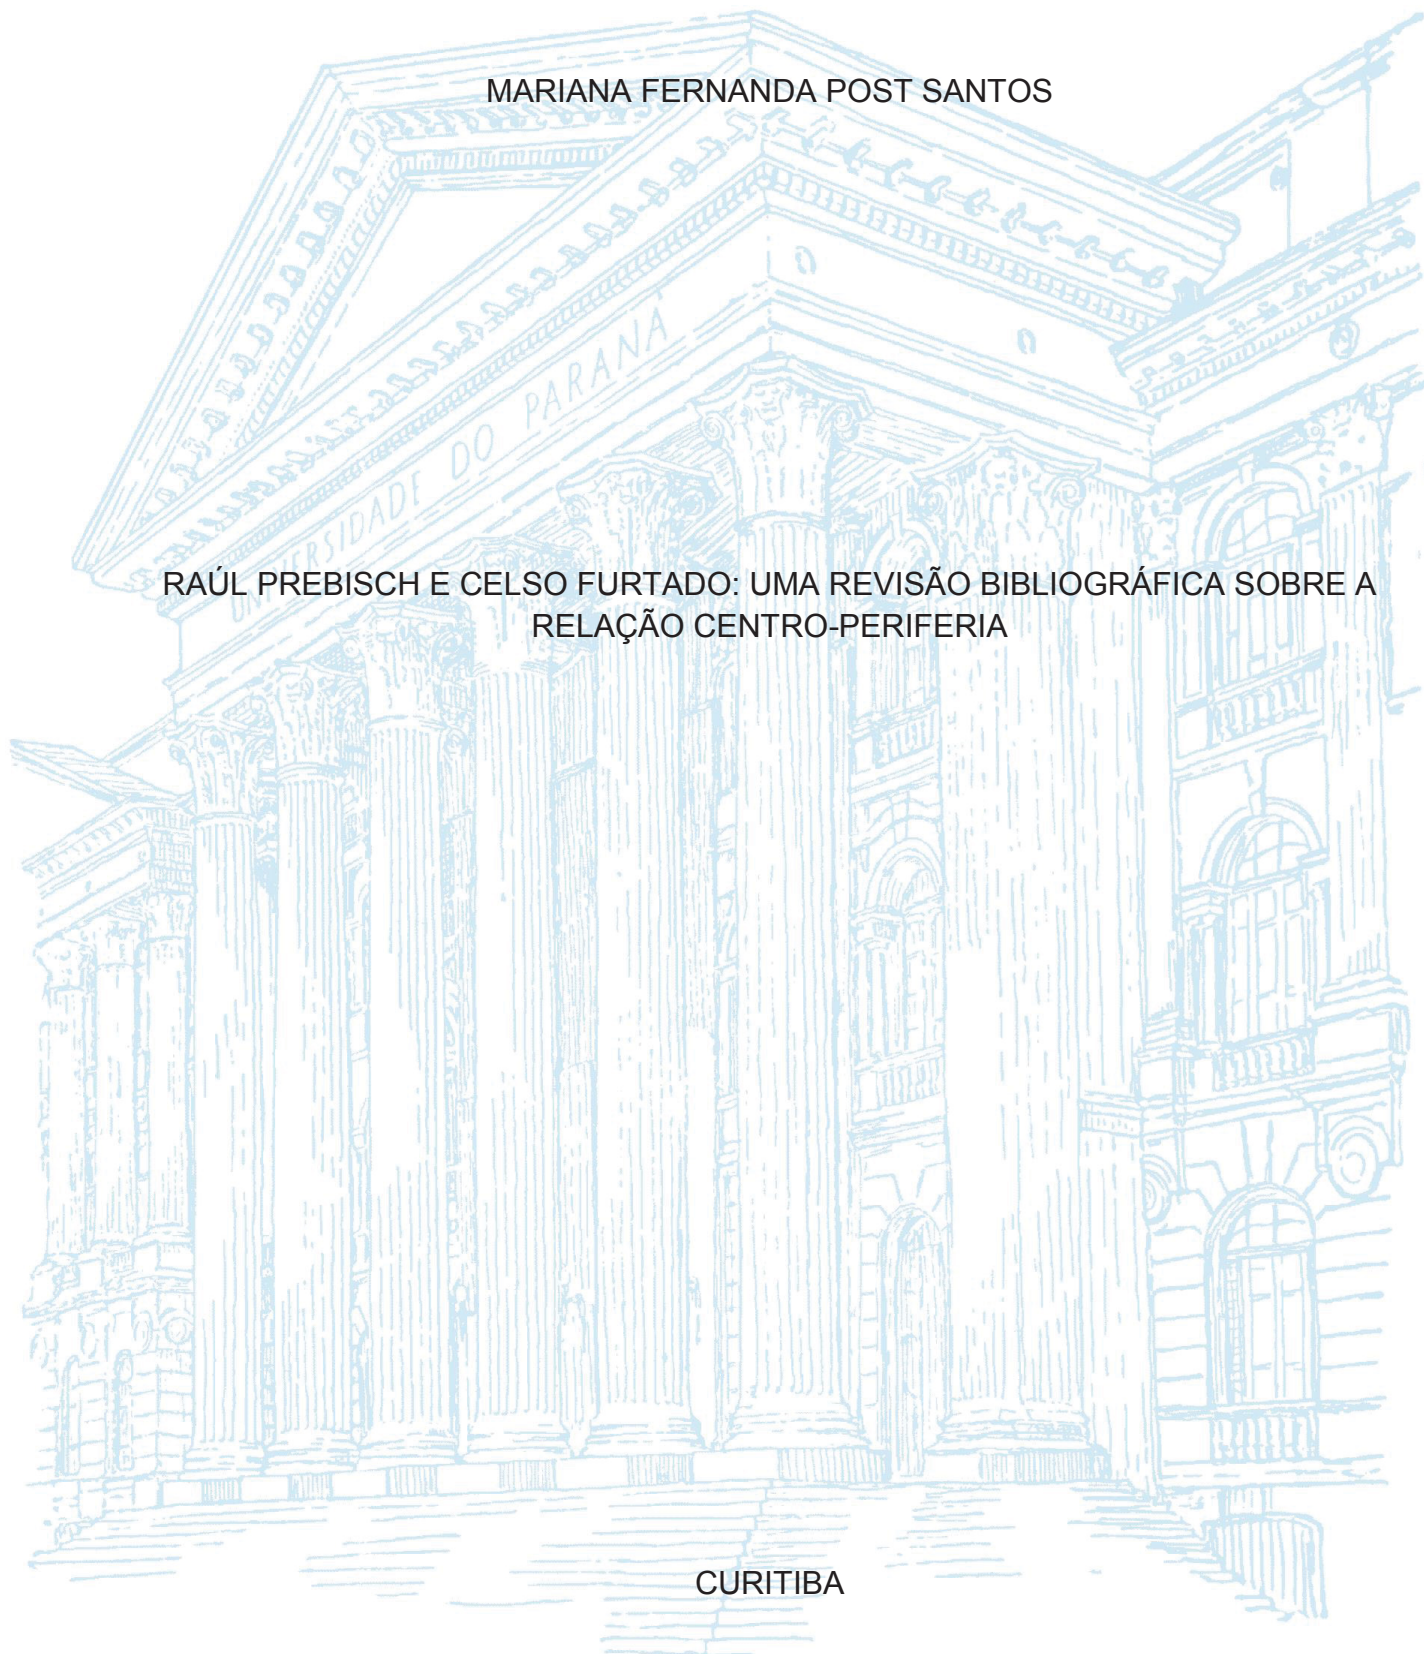 MARIANA FERNANDA POST SANTOS
UNIVERSIDADE DO PARANÁ
RAÚL PREBISCH E CELSO FURTADO: UMA REVISÃO BIBLIOGRÁFICA SOBRE A
RELAÇÃO CENTRO-PERIFERIA
CURITIBA